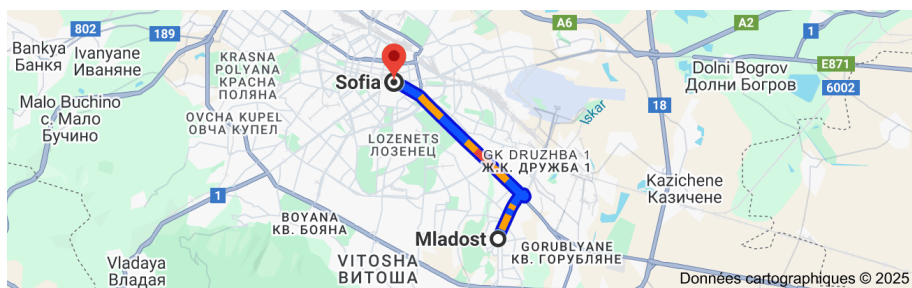 802
189
A6
A2
1
Bankya
Банкя
Ivanyane
Иваняне
KRASNA
POLYANA
КРАСНА
ПОЛЯНА
Sofia
Dolni Bogrov
Долни Богров
E871
6002
Malo Buchino
с. Мало
Бучино
OVCHA KUPEL
ОВЧА КУПЕЛ
Iskar
18
LOZENETS
ЛОЗЕНЕЦ
GK DRUZHBA 1
Ж.К. ДРУЖБА 1
Kazichene
Казичене
1
BOYANA
КВ. БОЯНА
Mladost
GORUBLYANE
КВ. ГОРУБЛЯНЕ
Vladaya
Владая
VITOSHA
ВИТОША
Données cartographiques © 2025